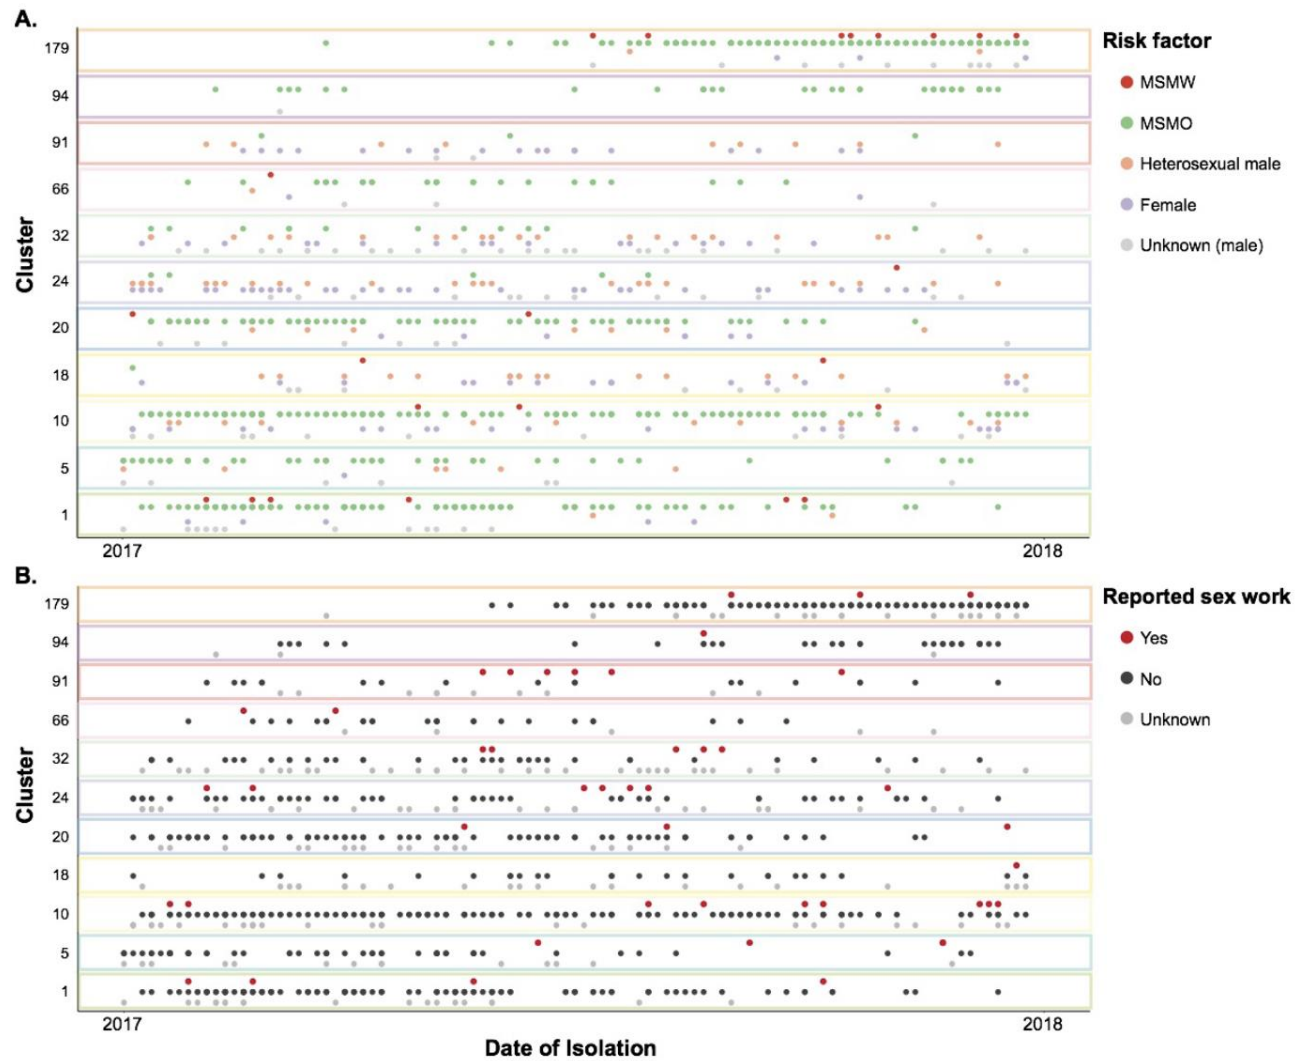 A.
Risk factor
MSMW
MSMO
Heterosexual male
Female
Unknown (male)
Cluster
179
94
91
66
32
24
20
18
10
5
1
2017
2018
B.
Reported sex work
Yes
No
Unknown
Cluster
179
94
91
66
32
24
20
18
10
5
1
2017
2018
Date of Isolation